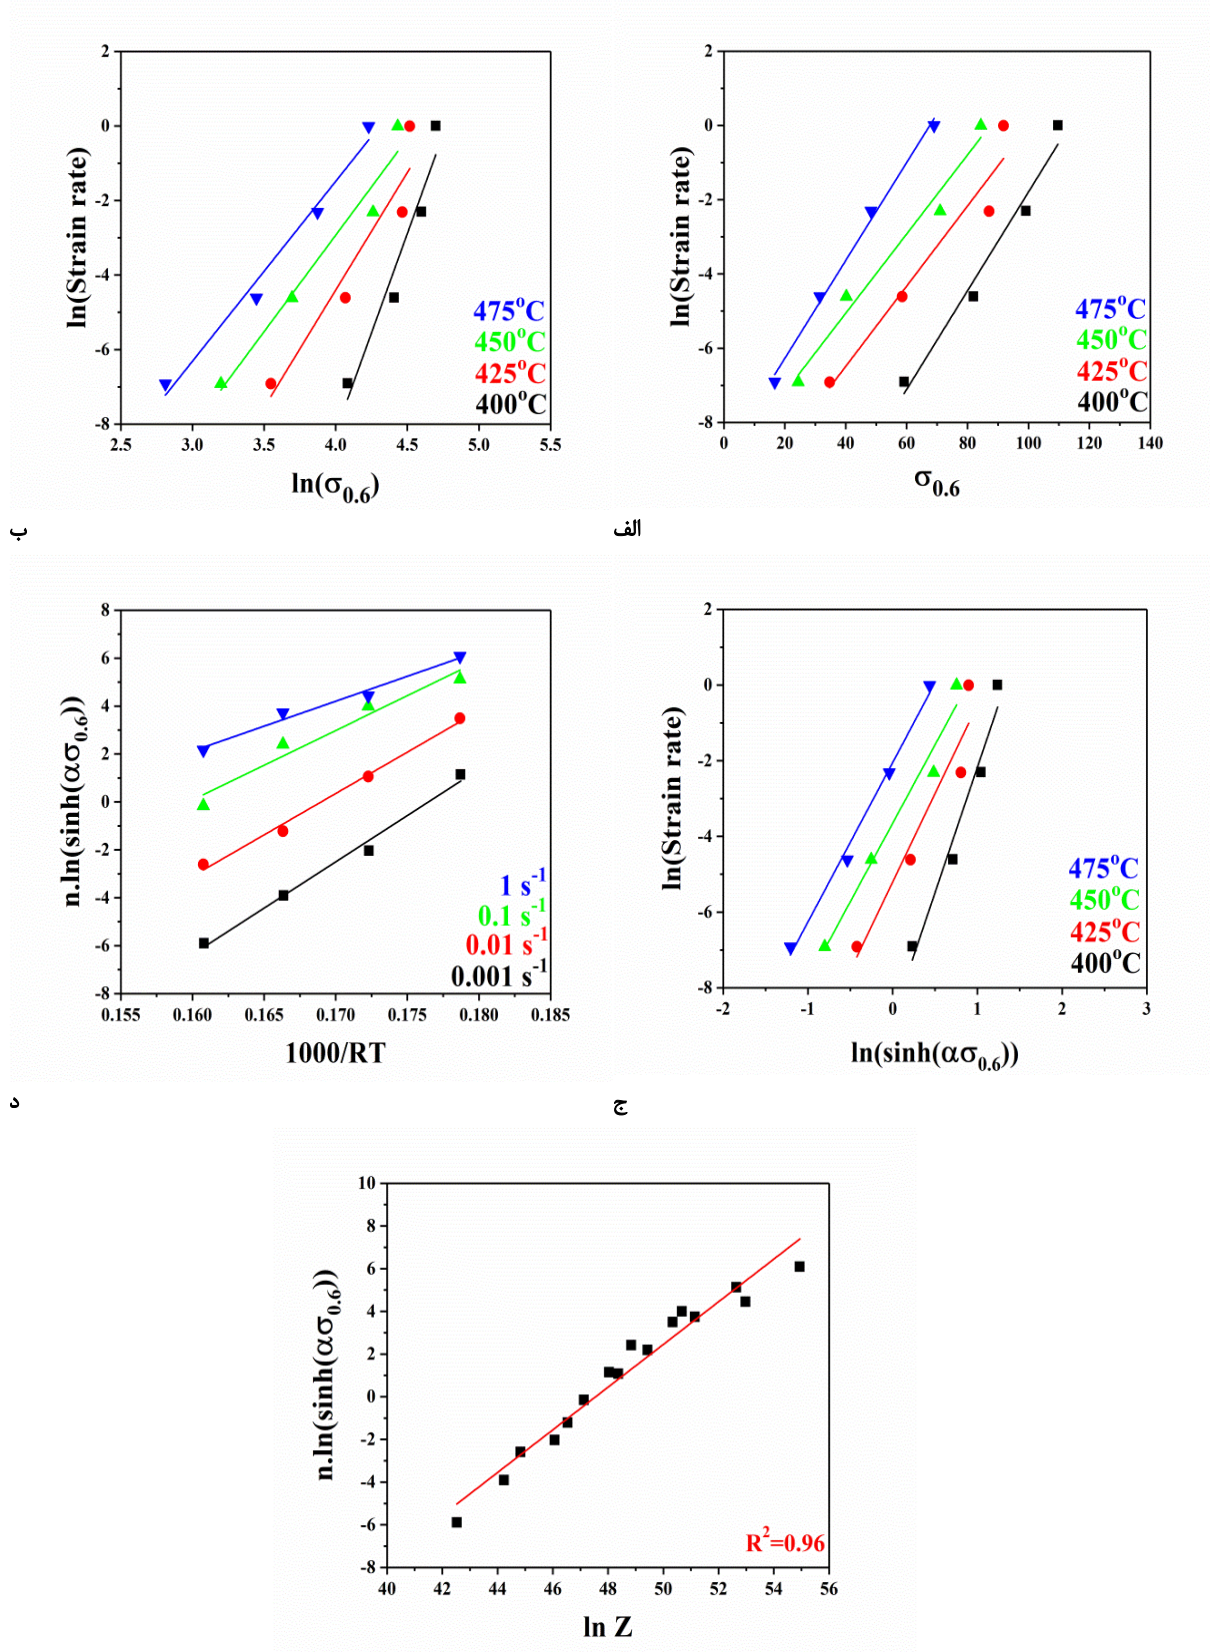 2
0
-2
-4
-6
-8
ln(Strain rate)
475°C
450°C
425°C
400°C
2.5 3.0 3.5 4.0 4.5 5.0 5.5
ln(σ0.6)
ب
2
0
-2
-4
-6
-8
ln(Strain rate)
475°C
450°C
425°C
400°C
0 20 40 60 80 100 120 140
σ0.6
الف
8
6
4
2
0
-2
-4
-6
-8
n.ln(sinh(ασ0.6))
1 s-1
0.1 s-1
0.01 s-1
0.001 s-1
0.155 0.160 0.165 0.170 0.175 0.180 0.185
1000/RT
د
2
0
-2
-4
-6
-8
ln(Strain rate)
475°C
450°C
425°C
400°C
-2 -1 0 1 2 3
ln(sinh(ασ0.6))
ج
10
8
6
4
2
0
-2
-4
-6
-8
n.ln(sinh(ασ0.6))
R2=0.96
40 42 44 46 48 50 52 54 56
ln Z